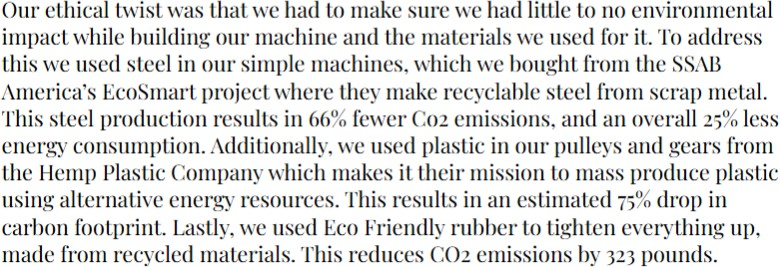 Our ethical twist was that we had to make sure we had little to no environmental
impact while building our machine and the materials we used for it. To address
this we used steel in our simple machines, which we bought from the SSAB
America's EcoSmart project where they make recyclable steel from scrap metal.
This steel production results in 66% fewer Co2 emissions, and an overall 25% less
energy consumption. Additionally, we used plastic in our pulleys and gears from
the Hemp Plastic Company which makes it their mission to mass produce plastic
using alternative energy resources. This results in an estimated 75% drop in
carbon footprint. Lastly, we used Eco Friendly rubber to tighten everything up,
made from recycled materials. This reduces CO2 emissions by 323 pounds.